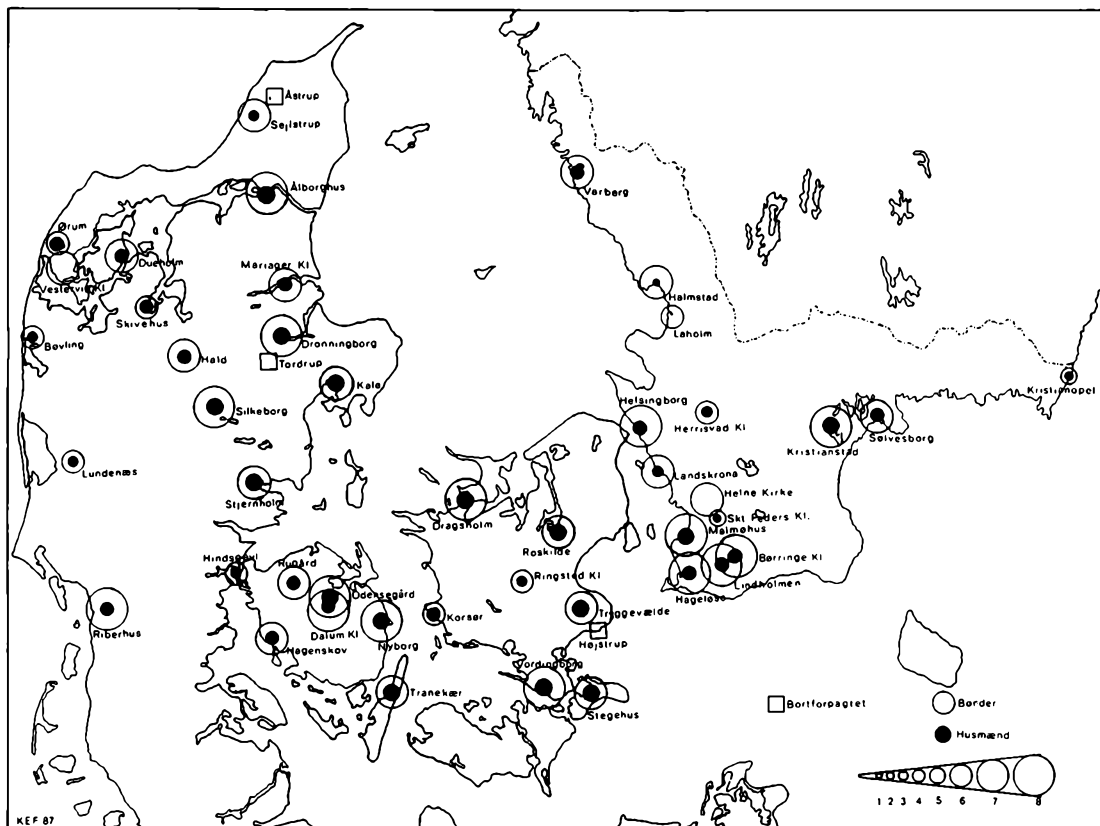 Åstrup
Sejlstrup
Ålborghus
Varberg
Ørum
Dueholm
Vestervig Kl
Mariager Kl
Halmstad
Skivehus
Laholm
Bøvling
Dronningborg
Hald
Tordrup
Kalø
Kristianopel
Silkeborg
Helsingborg
Herrisvad Kl
Kristianstad
Sølvesborg
Lundenæs
Landskrona
Stjernholm
Helne Kirke
Dragsholm
Skt Peders Kl.
Malmøhus
Roskilde
Børringe Kl
Hindsgavl
Rugård
Ringsted Kl
Lindholmen
Hageløse
Odensegård
Riberhus
Korsør
Tryggevælde
Dalum Kl
Nyborg
Højstrup
Hagenskov
Vordingborg
Tranekær
Stegehus
Bortforpagtet
Bønder
Husmænd
1 2 3 4 5 6 7 8
KEF 87